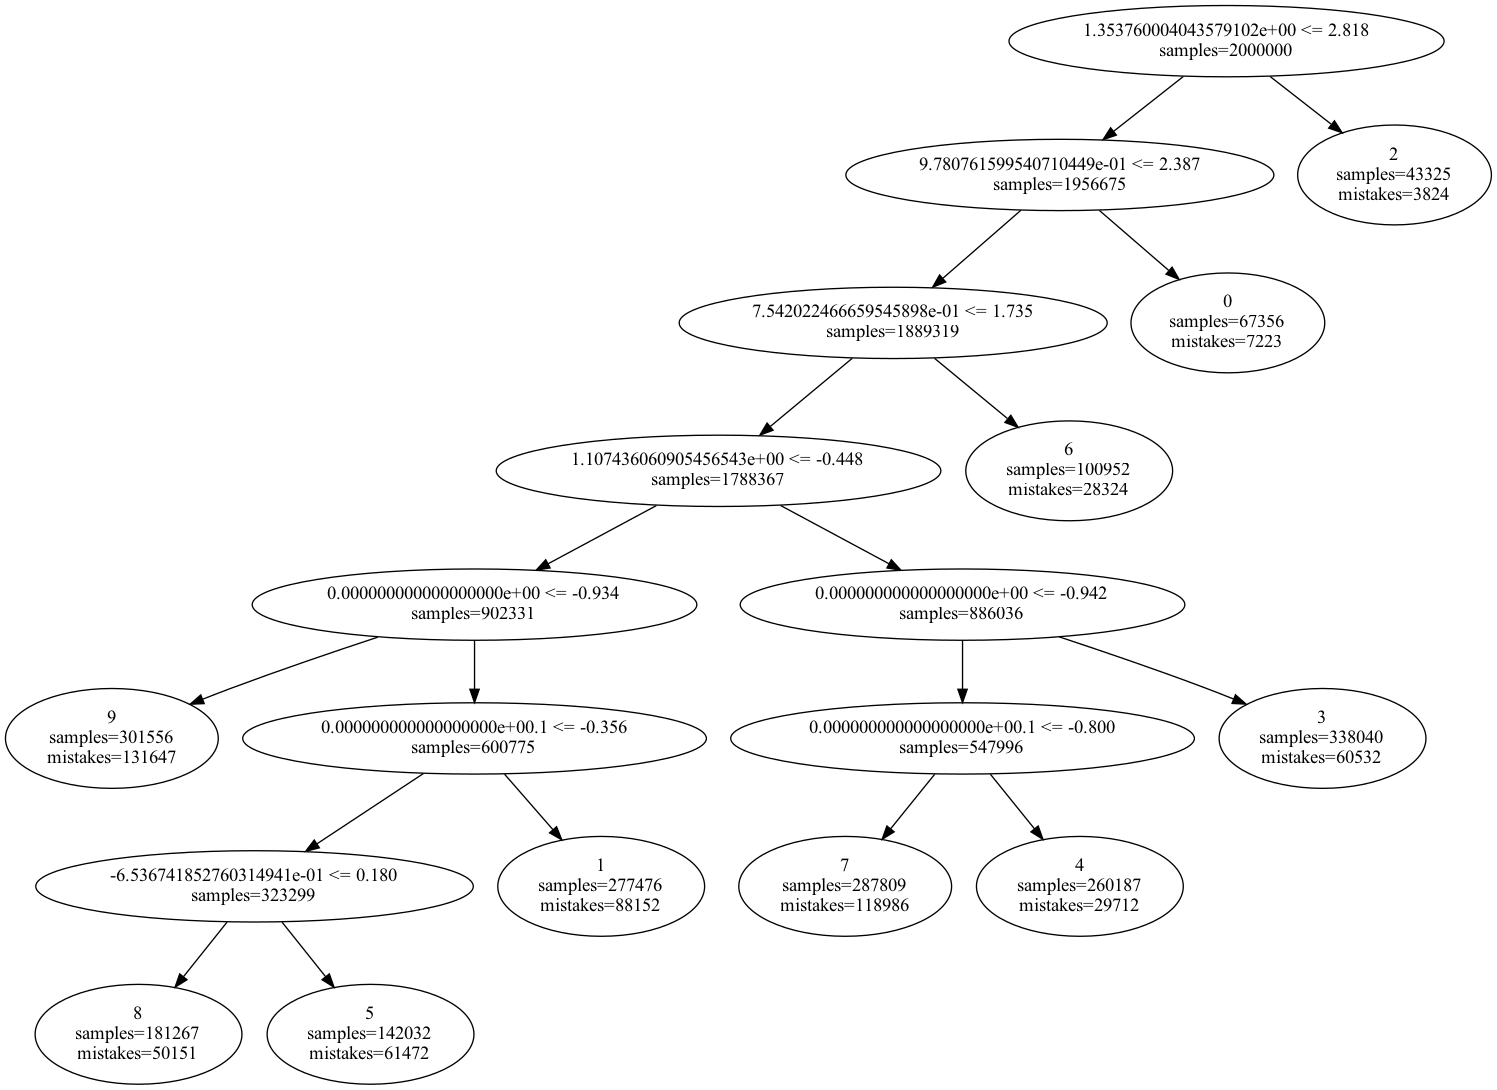 1.353760004043579102e+00 <= 2.818
samples=2000000
9.780761599540710449e-01 <= 2.387
samples=1956675
2
samples=43325
mistakes=3824
7.542022466659545898e-01 <= 1.735
samples=1889319
0
samples=67356
mistakes=7223
1.107436060905456543e+00 <= -0.448
samples=1788367
6
samples=100952
mistakes=28324
0.000000000000000000e+00 <= -0.934
samples=902331
0.000000000000000000e+00 <= -0.942
samples=886036
9
samples=301556
mistakes=131647
0.000000000000000000e+00.1 <= -0.356
samples=600775
0.000000000000000000e+00.1 <= -0.800
samples=547996
3
samples=338040
mistakes=60532
-6.536741852760314941e-01 <= 0.180
samples=323299
1
samples=277476
mistakes=88152
7
samples=287809
mistakes=118986
4
samples=260187
mistakes=29712
8
samples=181267
mistakes=50151
5
samples=142032
mistakes=61472